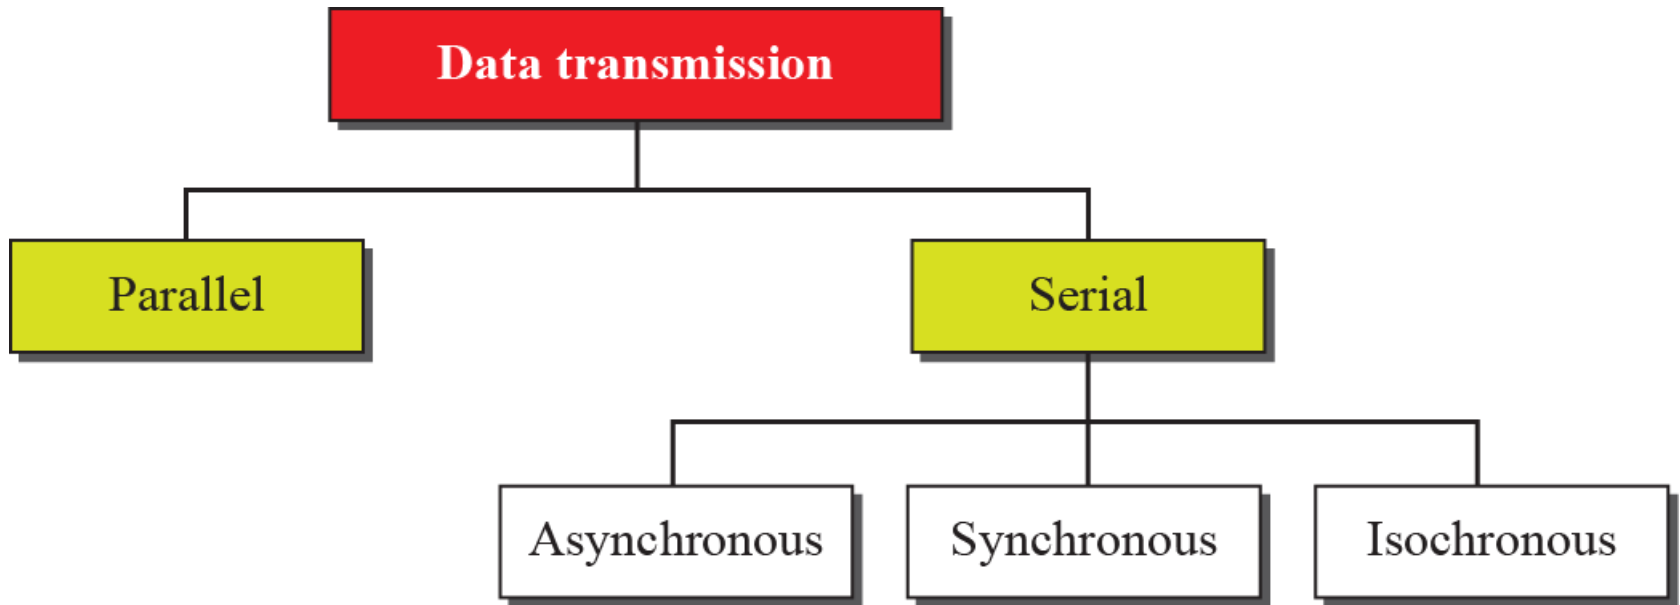 Data transmission
Parallel
Serial
Asynchronous
Synchronous
Isochronous